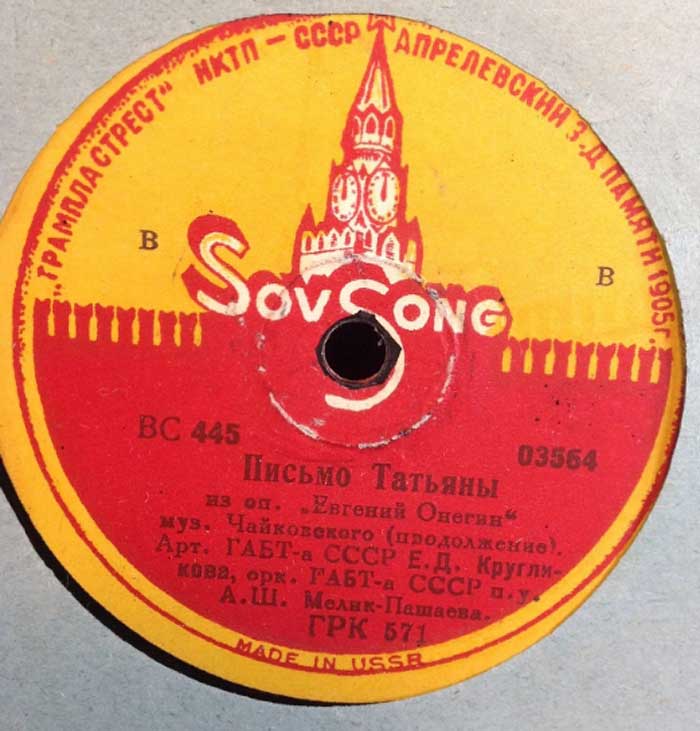 „ГРАМПЛАСТРЕСТ“ НКТП — СССР АПРЕЛЕВСКИЙ З-Д ПАМЯТИ 1905 г.
В
В
SOVSONG
ВС 445
03564
Письмо Татьяны
из оп. „Евгений Онегин“
муз. Чайковского (продолжение).
Арт. ГАБТ-а СССР Е.Д. Кругли-
кова, орк. ГАБТ-а СССР п.у.
А.Ш. Мелик-Пашаева.
ГРК 571
MADE IN USSR